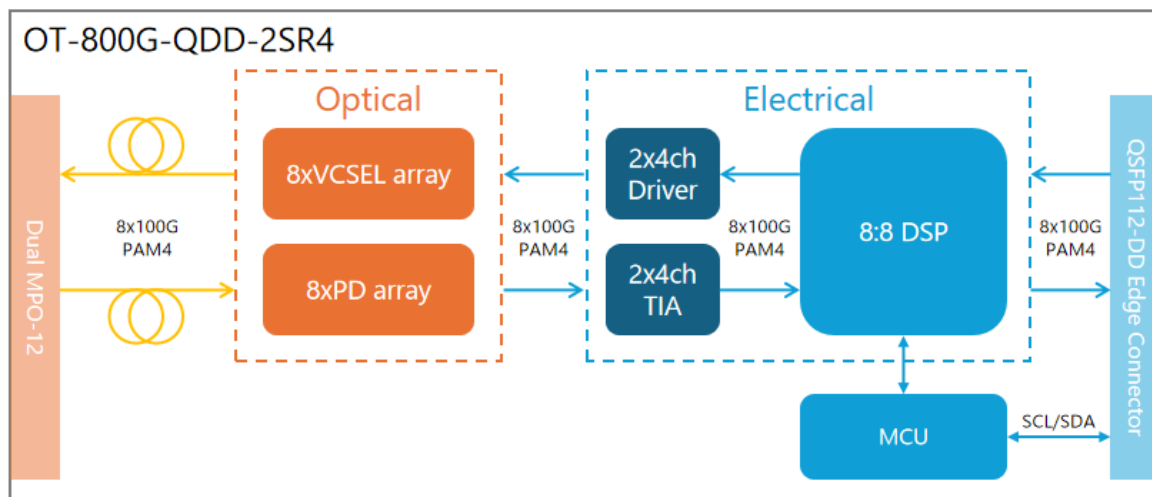 OT-800G-QDD-2SR4
Optical
Electrical
Dual MPO-12
8x100G
PAM4
8xVCSEL array
8xPD array
8x100G
PAM4
2x4ch
Driver
2x4ch
TIA
8x100G
PAM4
8:8 DSP
8x100G
PAM4
QSFP112-DD Edge Connector
MCU
SCL/SDA